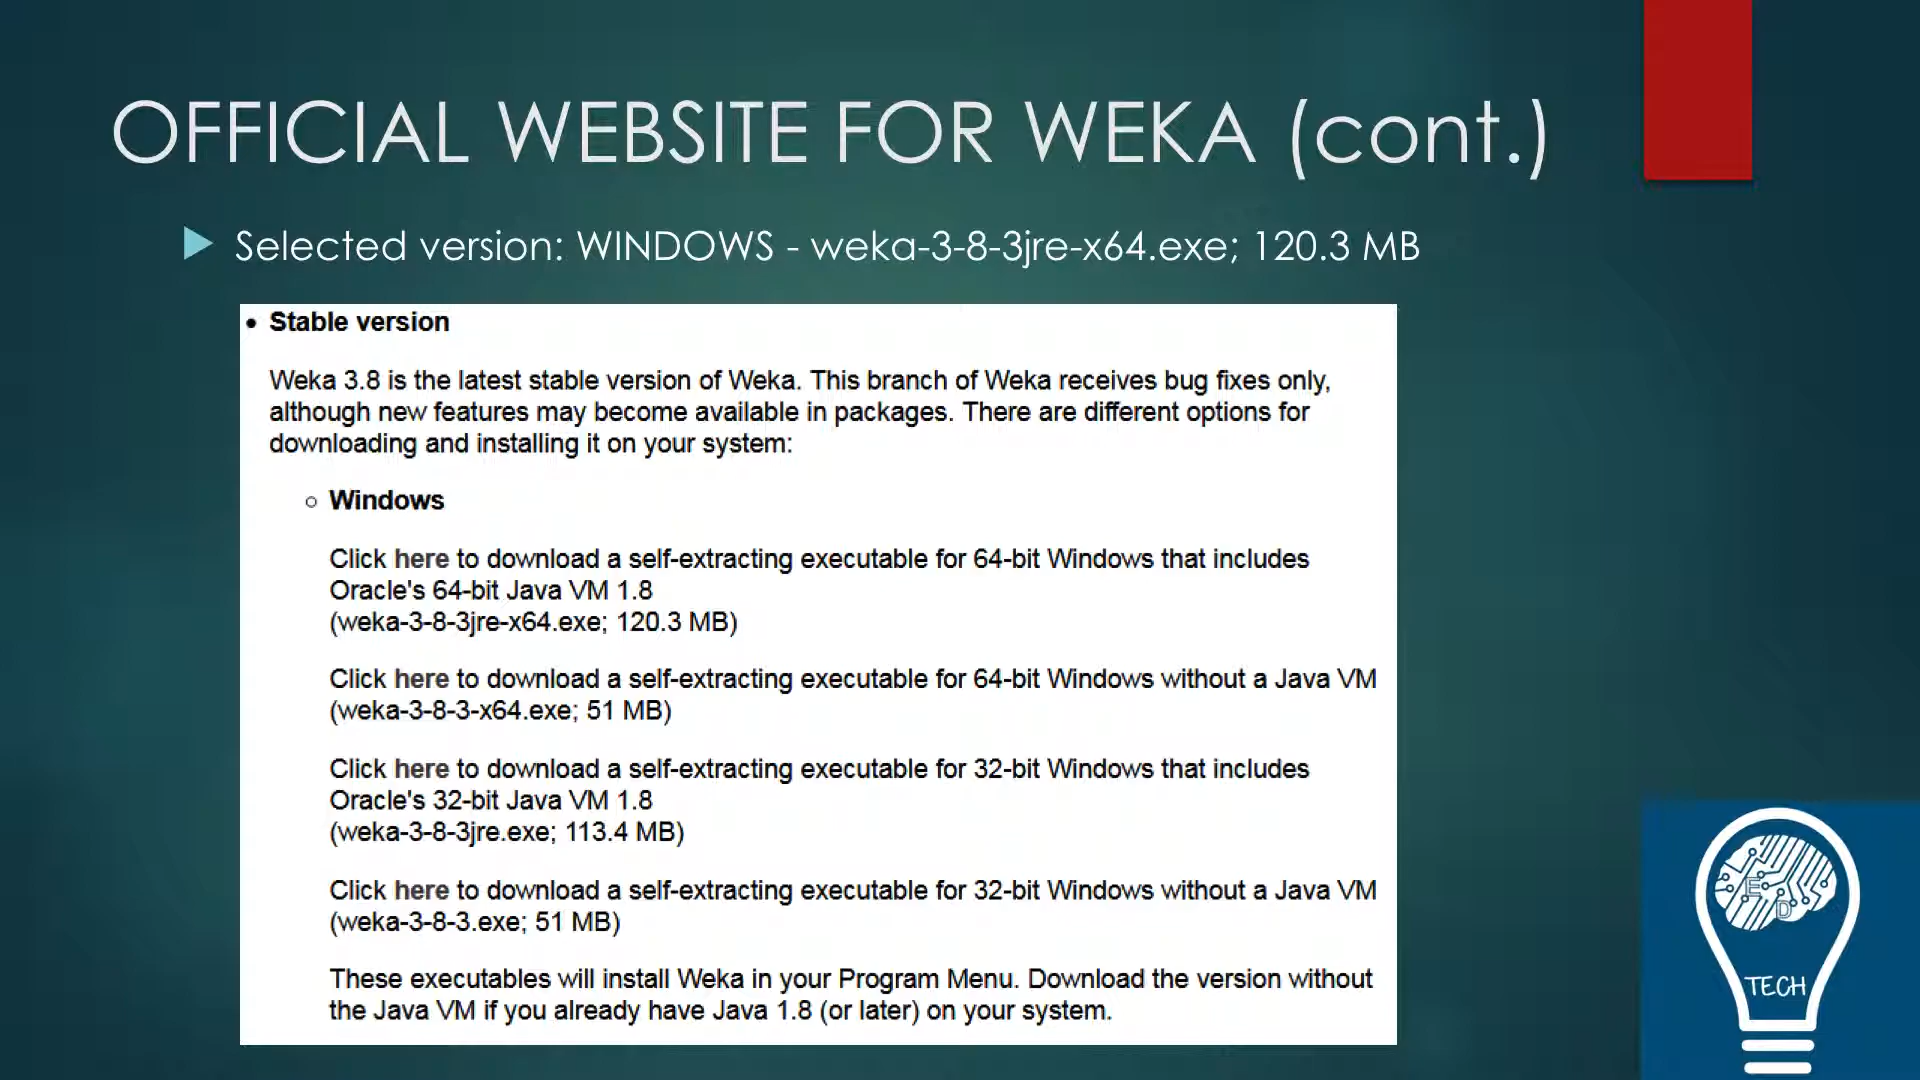 OFFICIAL WEBSITE FOR WEKA (cont.)
Selected version: WINDOWS - weka-3-8-3jre-x64.exe; 120.3 MB
• Stable version
Weka 3.8 is the latest stable version of Weka. This branch of Weka receives bug fixes only,
although new features may become available in packages. There are different options for
downloading and installing it on your system:
○ Windows
Click here to download a self-extracting executable for 64-bit Windows that includes
Oracle's 64-bit Java VM 1.8
(weka-3-8-3jre-x64.exe; 120.3 MB)
Click here to download a self-extracting executable for 64-bit Windows without a Java VM
(weka-3-8-3-x64.exe; 51 MB)
Click here to download a self-extracting executable for 32-bit Windows that includes
Oracle's 32-bit Java VM 1.8
(weka-3-8-3jre.exe; 113.4 MB)
Click here to download a self-extracting executable for 32-bit Windows without a Java VM
(weka-3-8-3.exe; 51 MB)
These executables will install Weka in your Program Menu. Download the version without
the Java VM if you already have Java 1.8 (or later) on your system.
E
D
TECH